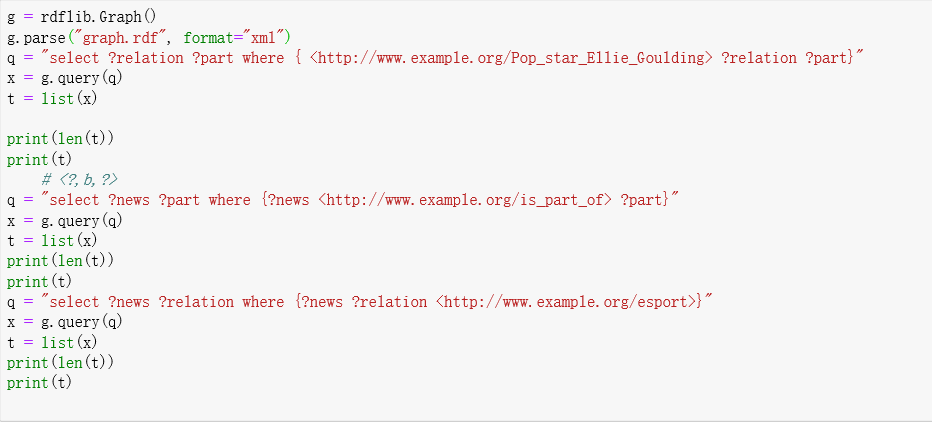 g = rdflib.Graph()
g.parse("graph.rdf", format="xml")
q = "select ?relation ?part where { <http://www.example.org/Pop_star_Ellie_Goulding> ?relation ?part}"
x = g.query(q)
t = list(x)

print(len(t))
print(t)
    # <?,b,?>
q = "select ?news ?part where {?news <http://www.example.org/is_part_of> ?part}"
x = g.query(q)
t = list(x)
print(len(t))
print(t)
q = "select ?news ?relation where {?news ?relation <http://www.example.org/esport>}"
x = g.query(q)
t = list(x)
print(len(t))
print(t)